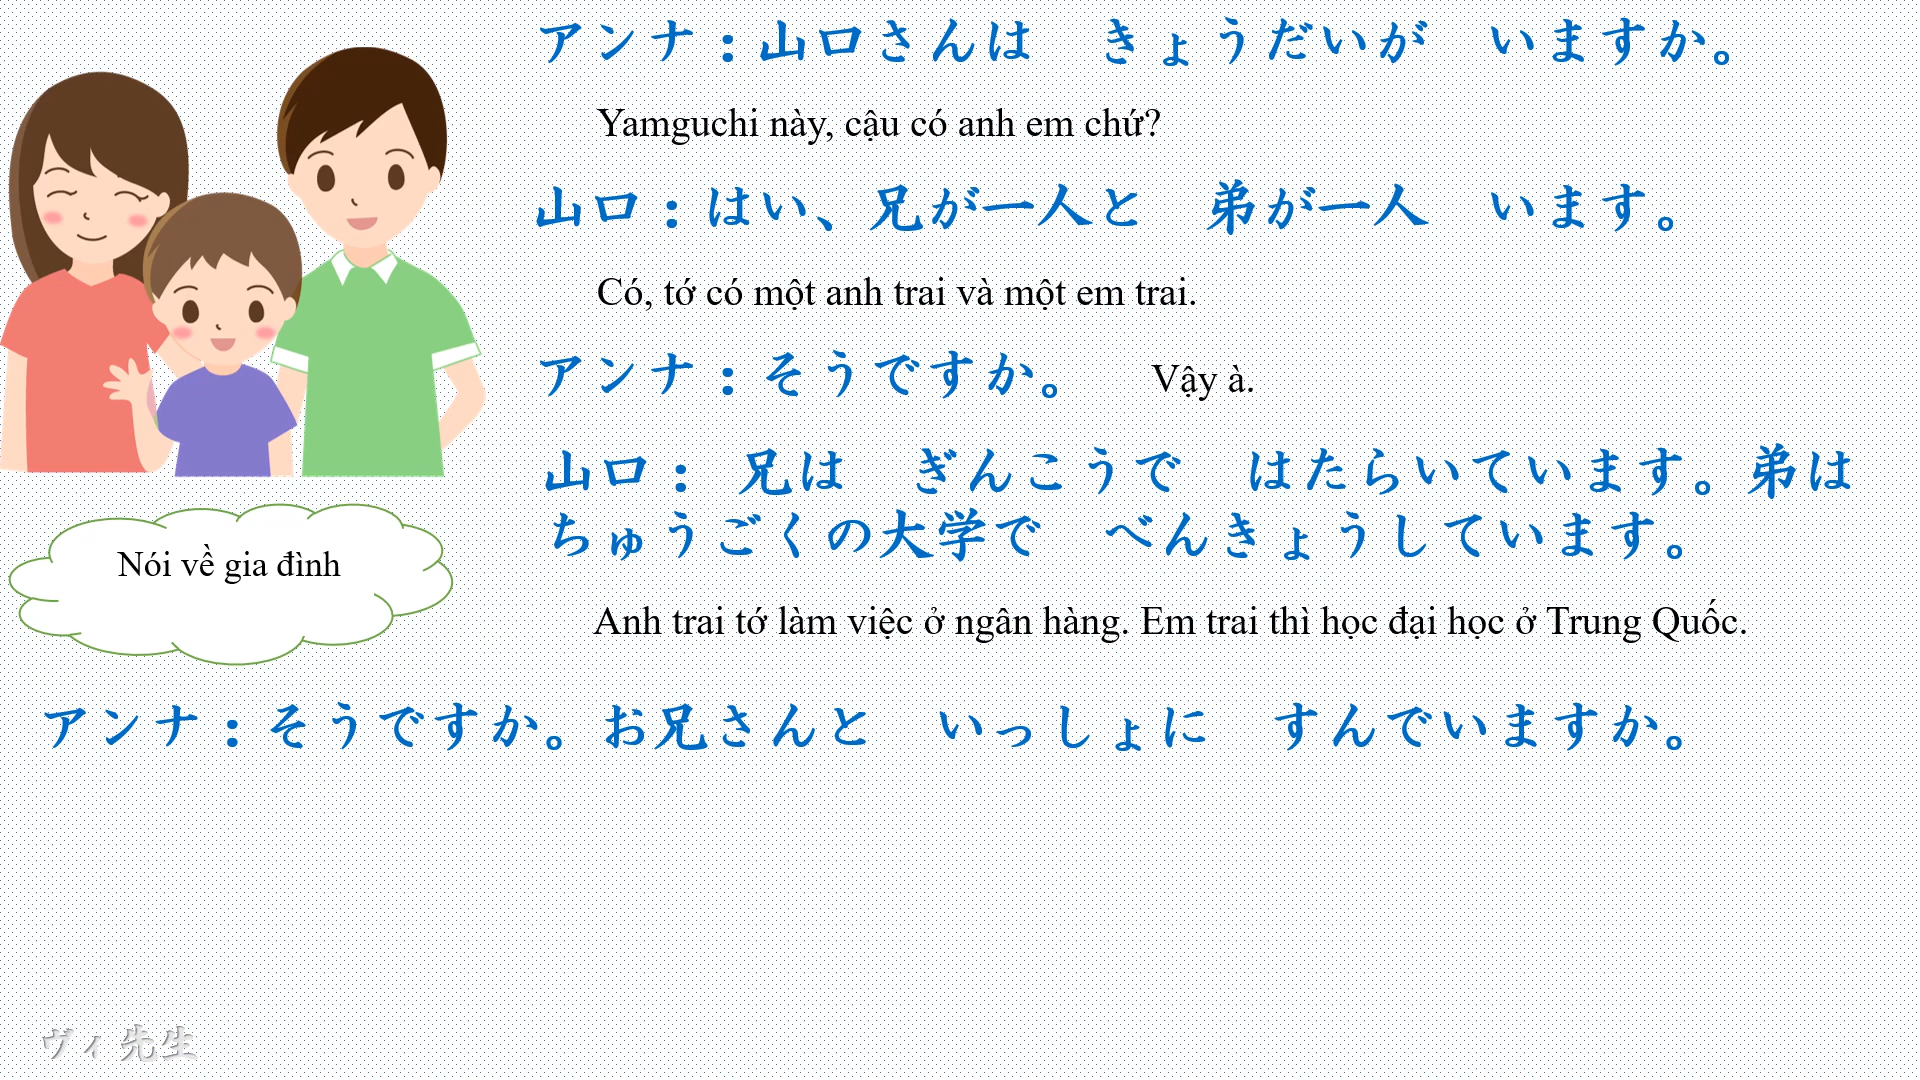 アンナ：山口さんは　きょうだいが　いますか。
Yamguchi này, cậu có anh em chứ?
山口：はい、兄が一人と　弟が一人　います。
Có, tớ có một anh trai và một em trai.
アンナ：そうですか。 Vậy à.
山口： 兄は　ぎんこうで　はたらいています。弟は
ちゅうごくの大学で　べんきょうしています。
Nói về gia đình
Anh trai tớ làm việc ở ngân hàng. Em trai thì học đại học ở Trung Quốc.
アンナ：そうですか。お兄さんと　いっしょに　すんでいますか。
ヴィ先生